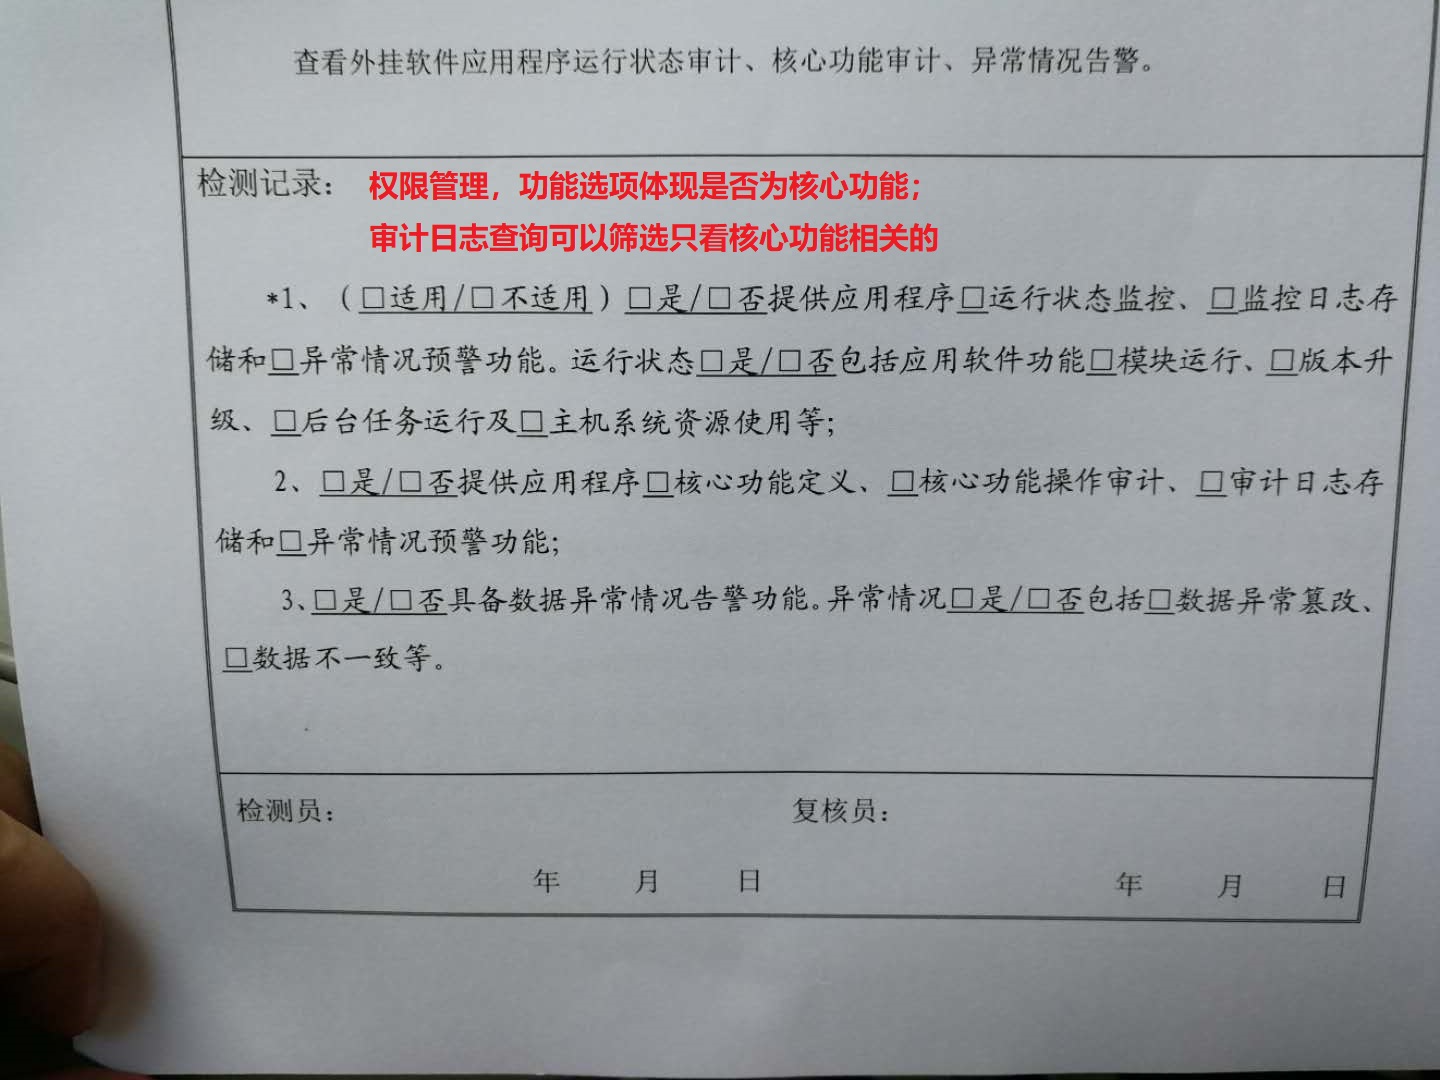 查看外挂软件应用程序运行状态审计、核心功能审计、异常情况告警。
检测记录： 权限管理，功能选项体现是否为核心功能；
审计日志查询可以筛选只看核心功能相关的
*1、（□适用/□不适用）□是/□否提供应用程序□运行状态监控、□监控日志存
储和□异常情况预警功能。运行状态□是/□否包括应用软件功能□模块运行、□版本升
级、□后台任务运行及□主机系统资源使用等；
2、□是/□否提供应用程序□核心功能定义、□核心功能操作审计、□审计日志存
储和□异常情况预警功能；
3、□是/□否具备数据异常情况告警功能。异常情况□是/□否包括□数据异常篡改、
□数据不一致等。
检测员： 复核员：
年 月 日 年 月 日